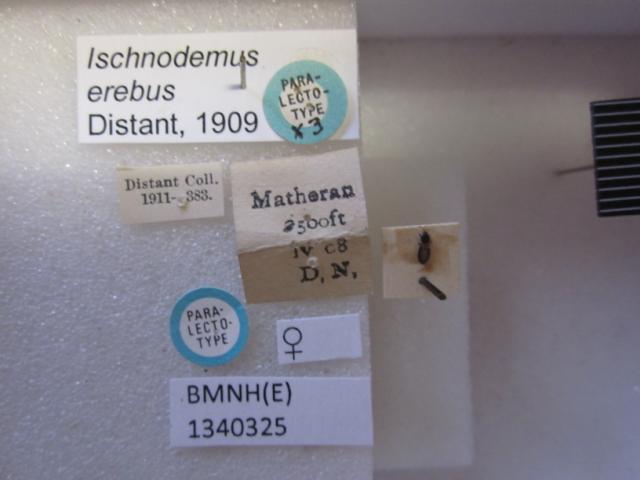 Ischnodemus
erebus
Distant, 1909
PARA-
LECTO-
TYPE
x3
Distant Coll.
1911-383.
Matheran
2500ft
iv 08
D. N.
PARA-
LECTO-
TYPE
♀
BMNH(E)
1340325